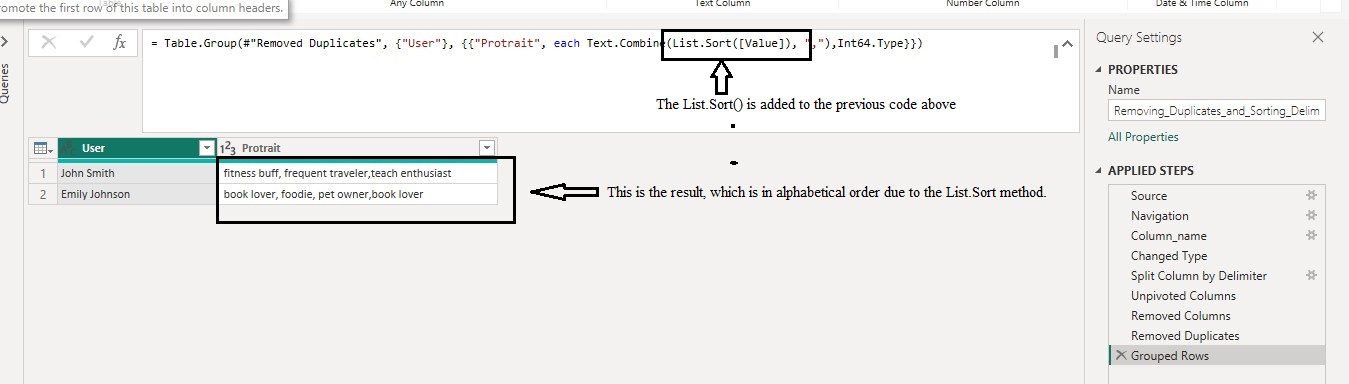 romote the first row of this table into column headers.
Any Column
Text Column
Number Column
Date & Time Column
fx
= Table.Group(#"Removed Duplicates", {"User"}, {{"Protrait", each Text.Combine(List.Sort([Value]), ","),Int64.Type}})
The List.Sort() is added to the previous code above
Queries
User
123 Protrait
1 John Smith fitness buff, frequent traveler,teach enthusiast
2 Emily Johnson book lover, foodie, pet owner,book lover
This is the result, which is in alphabetical order due to the List.Sort method.
Query Settings
PROPERTIES
Name
Removing_Duplicates_and_Sorting_Delim
All Properties
APPLIED STEPS
Source
Navigation
Column_name
Changed Type
Split Column by Delimiter
Unpivoted Columns
Removed Columns
Removed Duplicates
Grouped Rows